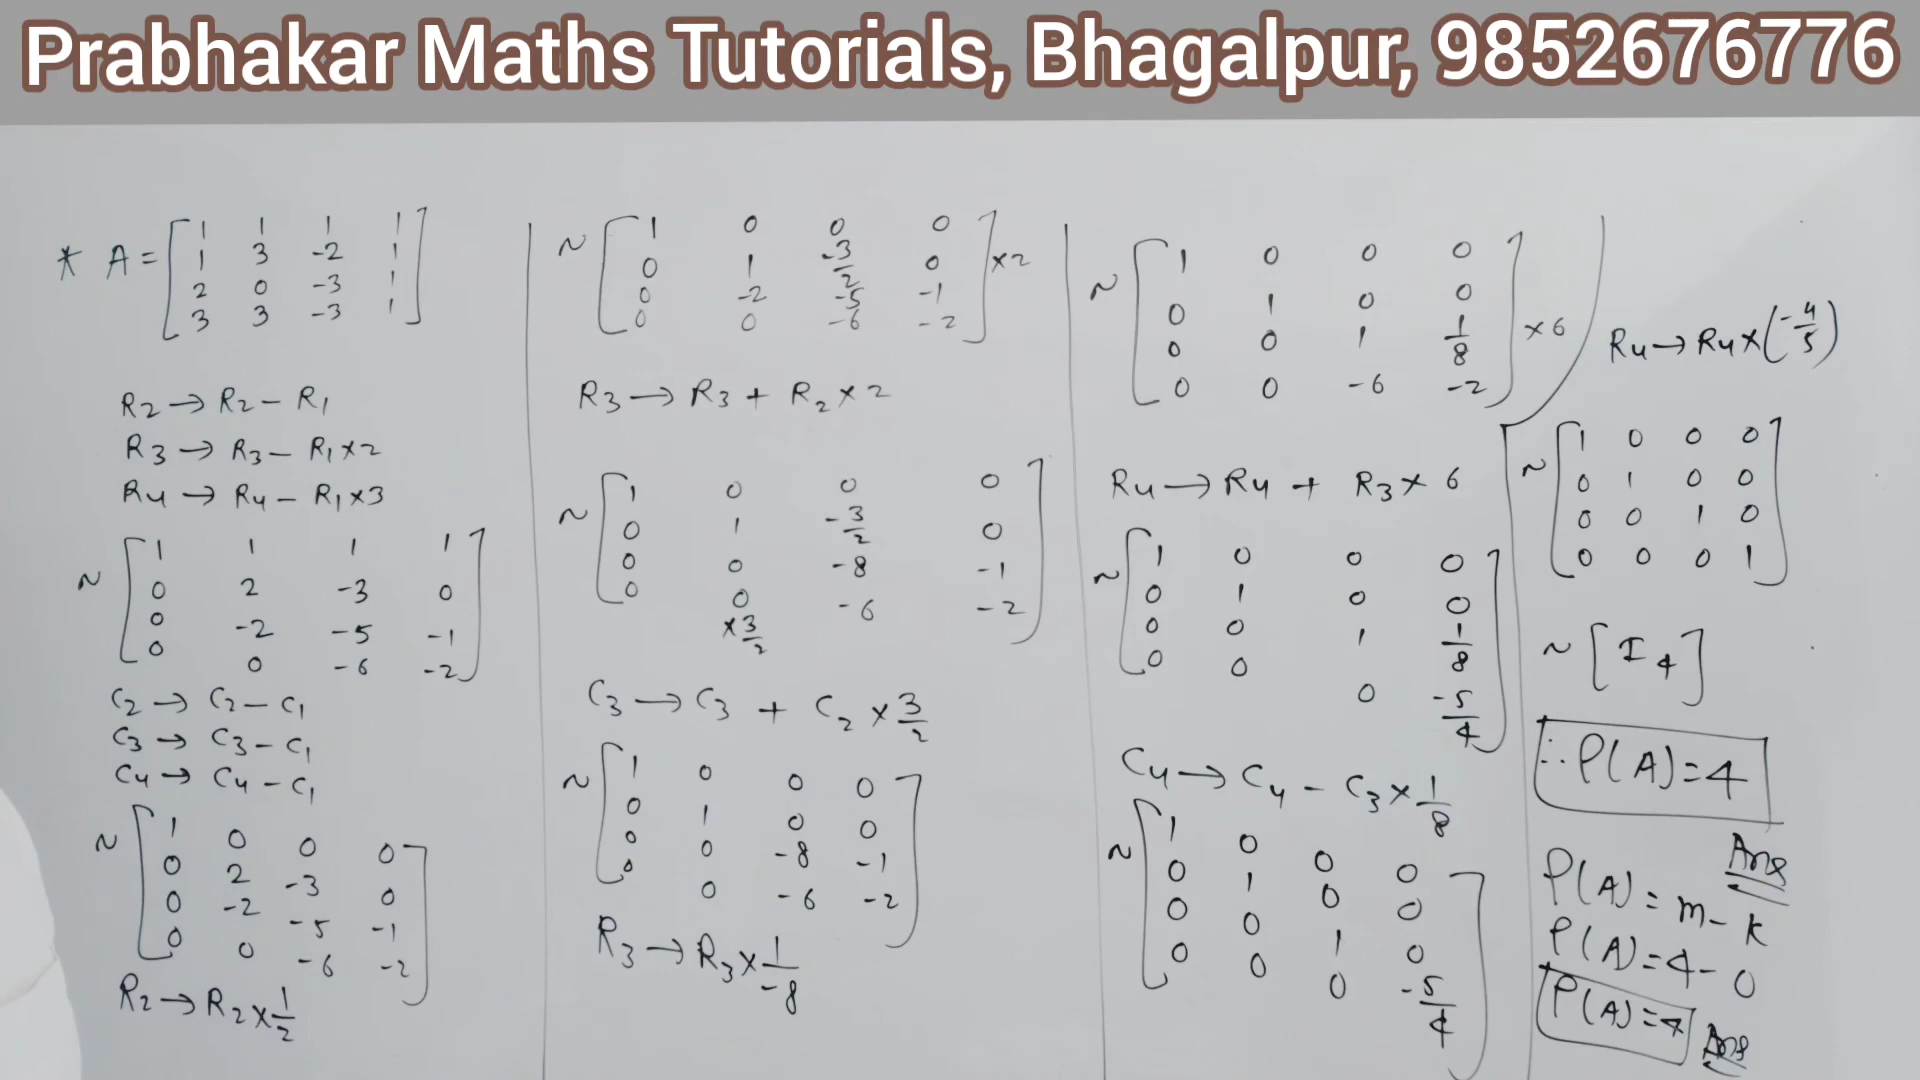 Prabhakar Maths Tutorials, Bhagalpur, 9852676776
* A = [1 1 1 1
1 3 -2 1
2 0 -3 1
3 3 -3 1]
R2 → R2 - R1
R3 → R3 - R1×2
R4 → R4 - R1×3
~ [1 1 1 1
0 2 -3 0
0 -2 -5 -1
0 0 -6 -2]
C2 → C2 - C1
C3 → C3 - C1
C4 → C4 - C1
~ [1 0 0 0
0 2 -3 0
0 -2 -5 -1
0 0 -6 -2]
R2 → R2 × 1/2
~ [1 0 0 0
0 1 -3/2 0
0 -2 -5 -1
0 0 -6 -2] ×2
R3 → R3 + R2 × 2
~ [1 0 0 0
0 1 -3/2 0
0 0 -8 -1
0 0 -6 -2]
×3/2
C3 → C3 + C2 × 3/2
~ [1 0 0 0
0 1 0 0
0 0 -8 -1
0 0 -6 -2]
R3 → R3 × 1/-8
~ [1 0 0 0
0 1 0 0
0 0 1 1/8
0 0 -6 -2] ×6
R4 → R4 + R3 × 6
~ [1 0 0 0
0 1 0 0
0 0 1 1/8
0 0 0 -5/4]
C4 → C4 - C3 × 1/8
~ [1 0 0 0
0 1 0 0
0 0 1 0
0 0 0 -5/4]
R4 → R4 × (-4/5)
~ [1 0 0 0
0 1 0 0
0 0 1 0
0 0 0 1]
~ [I4]
∴ ρ(A) = 4
Ans
ρ(A) = m - k
ρ(A) = 4 - 0
ρ(A) = 4
Ans